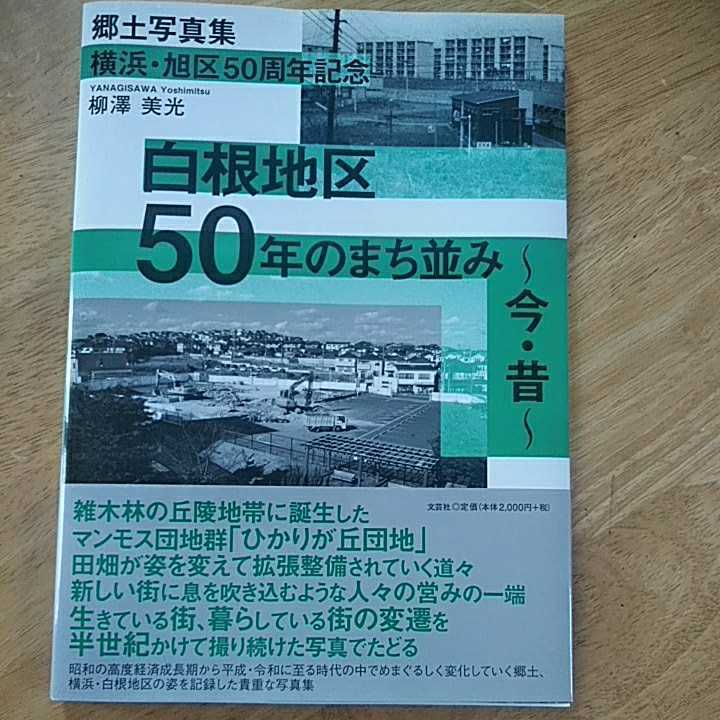 郷土写真集
横浜・旭区50周年記念
YANAGISAWA Yoshimitsu
柳澤 美光
白根地区
50年のまち並み
〜今・昔〜
文芸社◎定価(本体2,000円+税)
雑木林の丘陵地帯に誕生した
マンモス団地群「ひかりが丘団地」
田畑が姿を変えて拡張整備されていく道々
新しい街に息を吹き込むような人々の営みの一端
生きている街、暮らしている街の変遷を
半世紀かけて撮り続けた写真でたどる
昭和の高度経済成長期から平成・令和に至る時代の中でめまぐるしく変化していく郷土、
横浜・白根地区の姿を記録した貴重な写真集